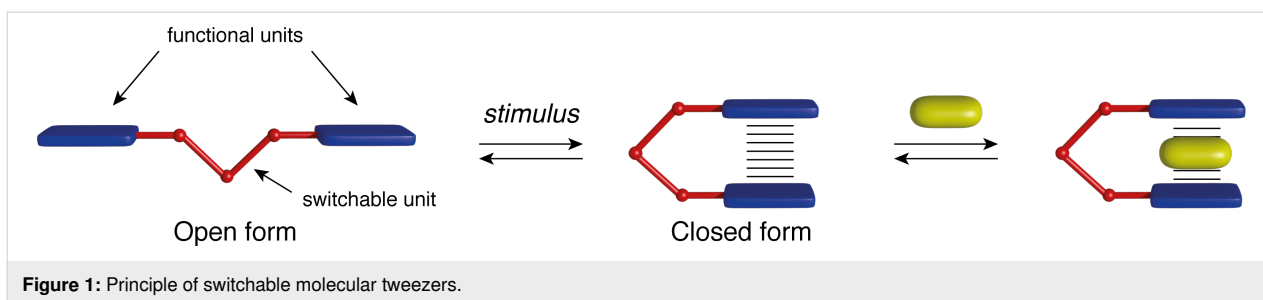 functional units
stimulus
switchable unit
Open form
Closed form
Figure 1: Principle of switchable molecular tweezers.